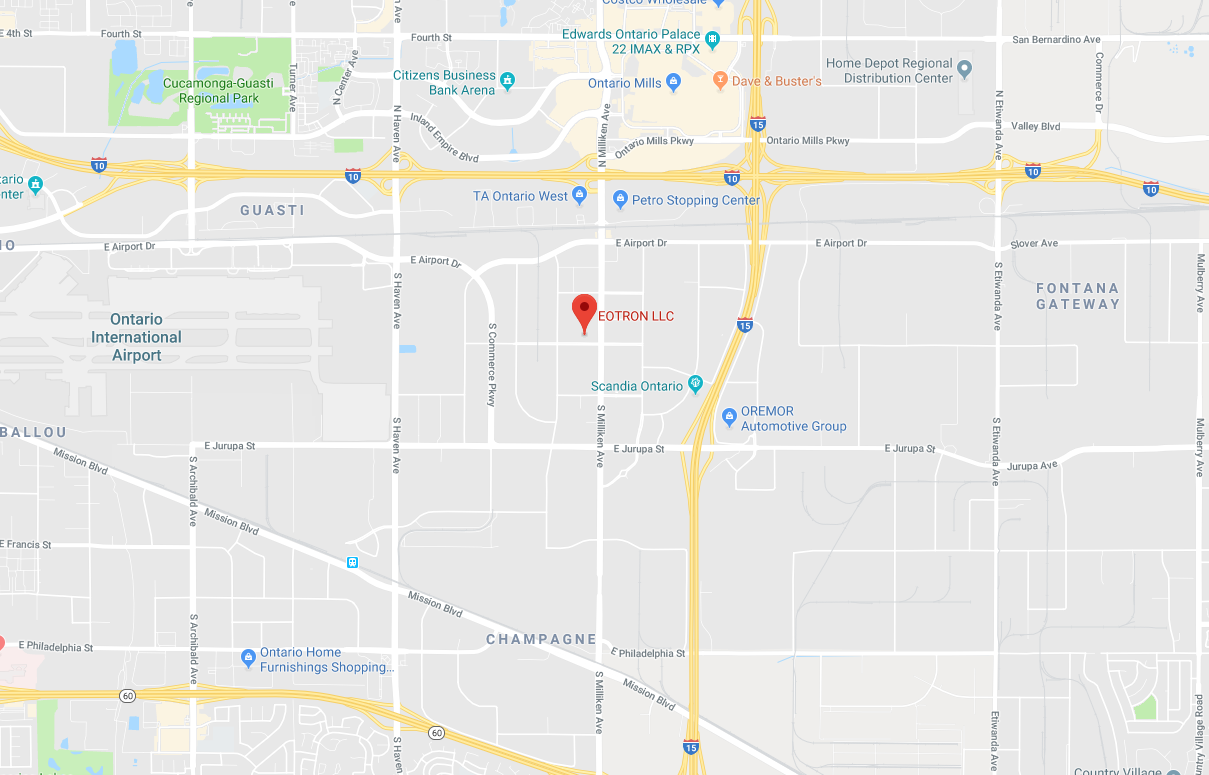 Costco Wholesale
E 4th St
Fourth St
Fourth St
San Bernardino Ave
Edwards Ontario Palace
22 IMAX & RPX
Home Depot Regional
Distribution Center
Citizens Business
Bank Arena
Ontario Mills
Dave & Buster's
Cucamonga-Guasti
Regional Park
Turner Ave
N Center Ave
N Haven Ave
Inland Empire Blvd
N Milliken Ave
Ontario Mills Pkwy
Ontario Mills Pkwy
15
N Etiwanda Ave
Commerce Dr
Valley Blvd
10
10
10
10
10
tario
enter
TA Ontario West
Petro Stopping Center
GUASTI
IO
E Airport Dr
E Airport Dr
E Airport Dr
E Airport Dr
Slover Ave
S Haven Ave
S Etiwanda Ave
Mulberry Ave
FONTANA
GATEWAY
Ontario
International
Airport
EOTRON LLC
15
S Commerce Pkwy
Scandia Ontario
OREMOR
Automotive Group
BALLOU
Mission Blvd
E Jurupa St
S Haven Ave
S Milliken Ave
E Jurupa St
E Jurupa St
S Etiwanda Ave
Jurupa Ave
Mulberry Ave
S Archibald Ave
Mission Blvd
E Francis St
Mission Blvd
CHAMPAGNE
E Philadelphia St
S Archibald Ave
Ontario Home
Furnishings Shopping...
E Philadelphia St
S Milliken Ave
Mission Blvd
60
60
S Haven
15
Etiwanda Ave
Country Village
Country Village Road